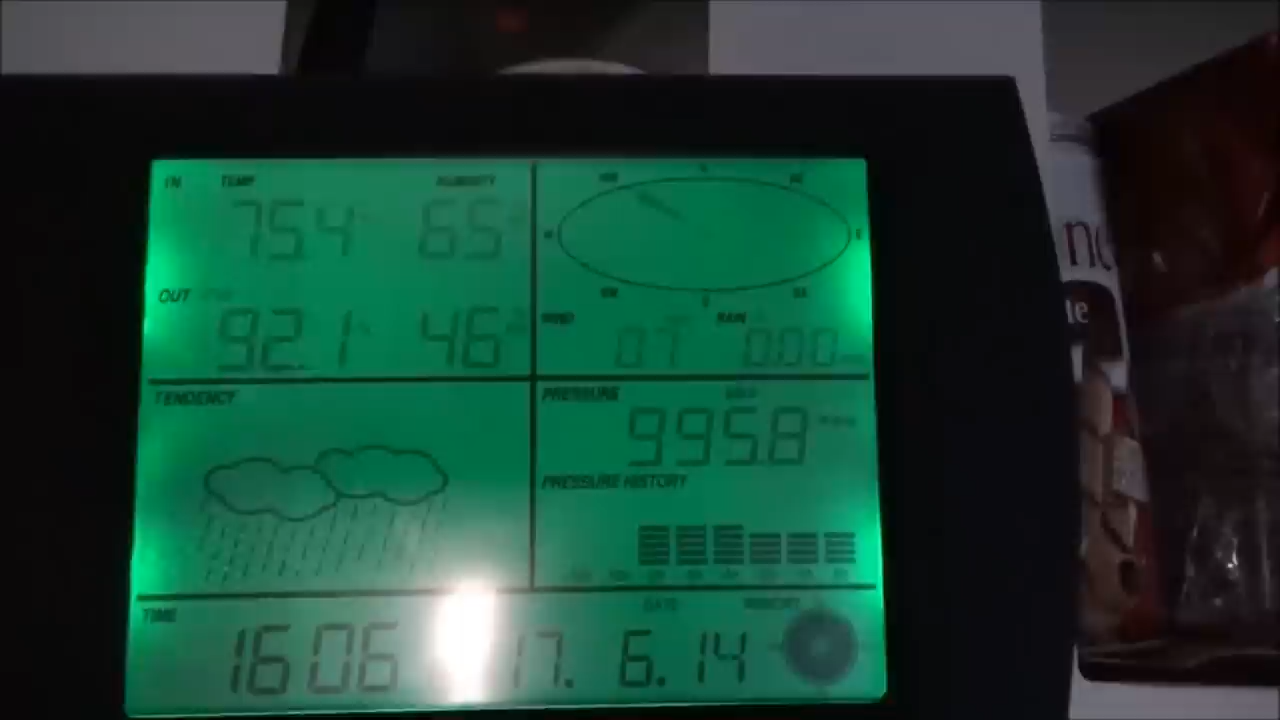 IN TEMP HUMIDITY
75.4 65
OUT
92.1 46
WIND RAIN
0.7 0.00
TENDENCY
PRESSURE
995.8
PRESSURE HISTORY
TIME DATE MEMORY
16 06 17. 6. 14